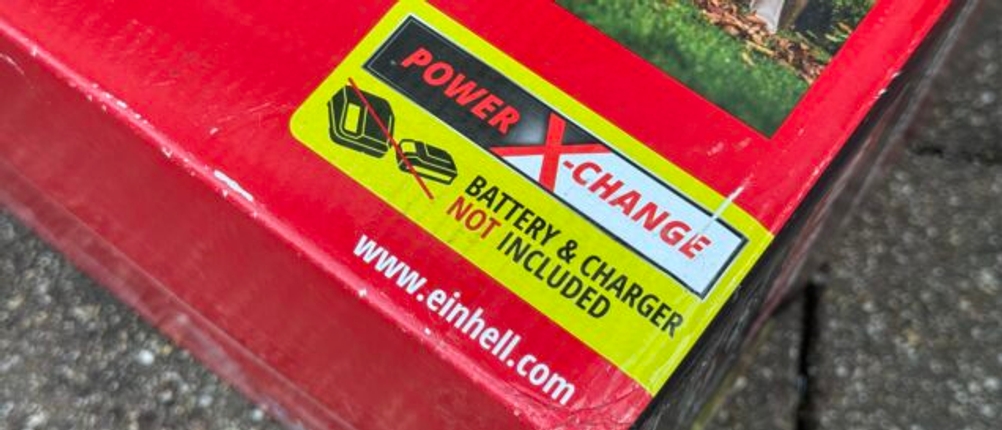 POWER X-CHANGE
BATTERY & CHARGER
NOT INCLUDED
www.einhell.com